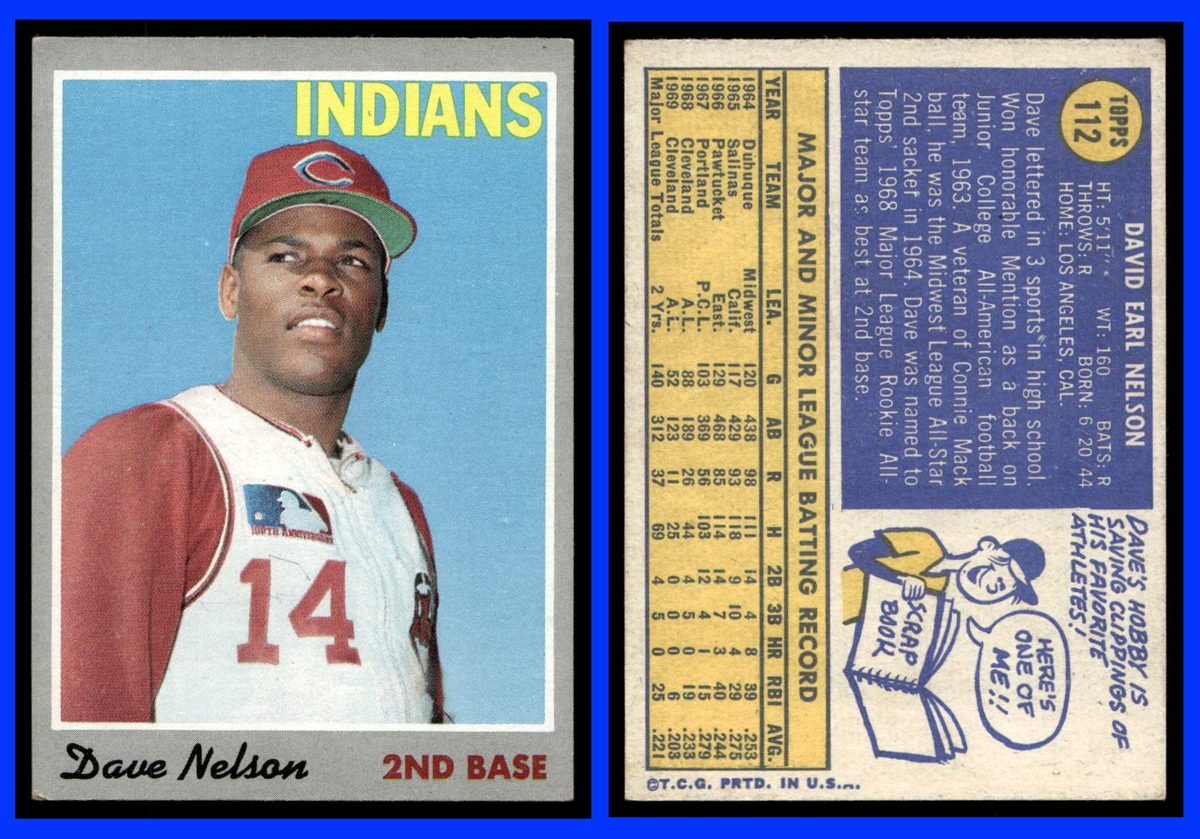 INDIANS
100TH ANNIVERSARY
14
Dave Nelson
2ND BASE
TOPPS
112
DAVID EARL NELSON
HT: 5'11" WT: 160 BATS: R
THROWS: R BORN: 6 20 44
HOME: LOS ANGELES, CAL.
Dave lettered in 3 sports in high school.
Won honorable Mention as a back on
Junior College All-American football
team, 1963. A veteran of Connie Mack
ball, he was the Midwest League All-Star
2nd sacker in 1964. Dave was named to
Topps' 1968 Major League Rookie All-
star team as best at 2nd base.
DAVE'S HOBBY IS
SAVING CLIPPINGS OF
HIS FAVORITE
ATHLETES!
HERE'S
ONE OF
ME!!
SCRAP
BOOK
MAJOR AND MINOR LEAGUE BATTING RECORD
YEAR TEAM LEA. G AB R H 2B 3B HR RBI AVG.
1964 Dubuque Midwest 120 438 98 111 14 4 8 39 .253
1965 Salinas Calif. 117 429 93 118 9 10 4 29 .275
1966 Pawtucket East. 129 468 85 114 14 7 3 40 .244
1967 Portland P.C.L. 103 369 56 103 12 4 1 15 .279
1968 Cleveland A.L. 88 189 26 44 4 5 0 19 .233
1969 Cleveland A.L. 52 123 11 25 0 0 0 6 .203
Major League Totals 2 Yrs. 140 312 37 69 4 5 0 25 .221
©T.C.G. PRTD. IN U.S.A.